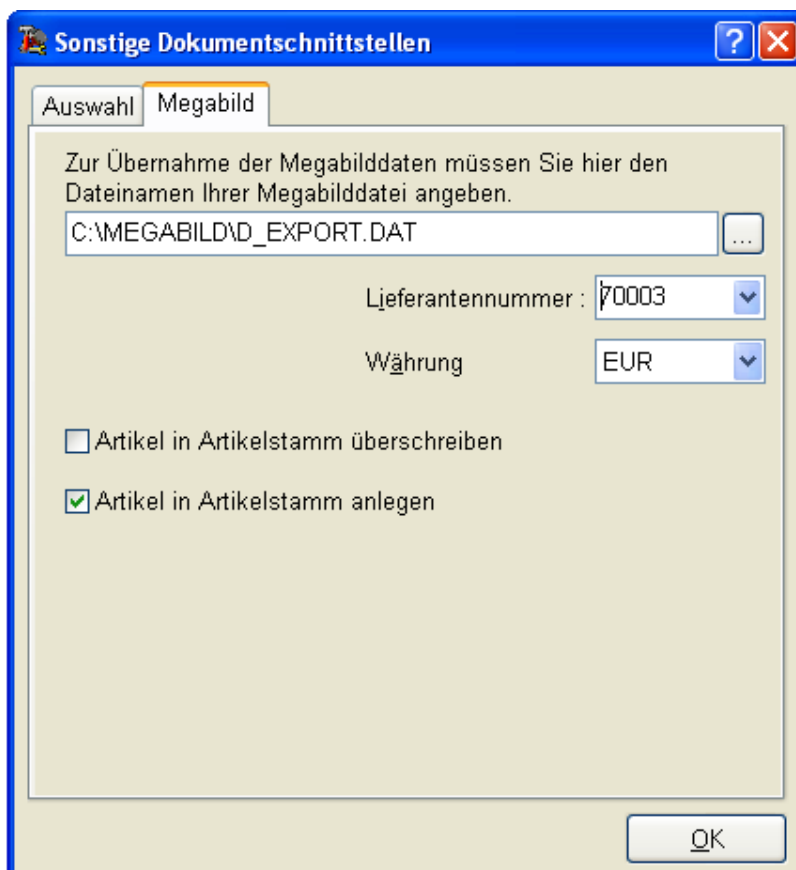 Sonstige Dokumentschnittstellen
?
Auswahl
Megabild
Zur Übernahme der Megabilddaten müssen Sie hier den
Dateinamen Ihrer Megabilddatei angeben.
C:\MEGABILD\D_EXPORT.DAT
...
Lieferantennummer : 70003
Währung EUR
Artikel in Artikelstamm überschreiben
Artikel in Artikelstamm anlegen
OK